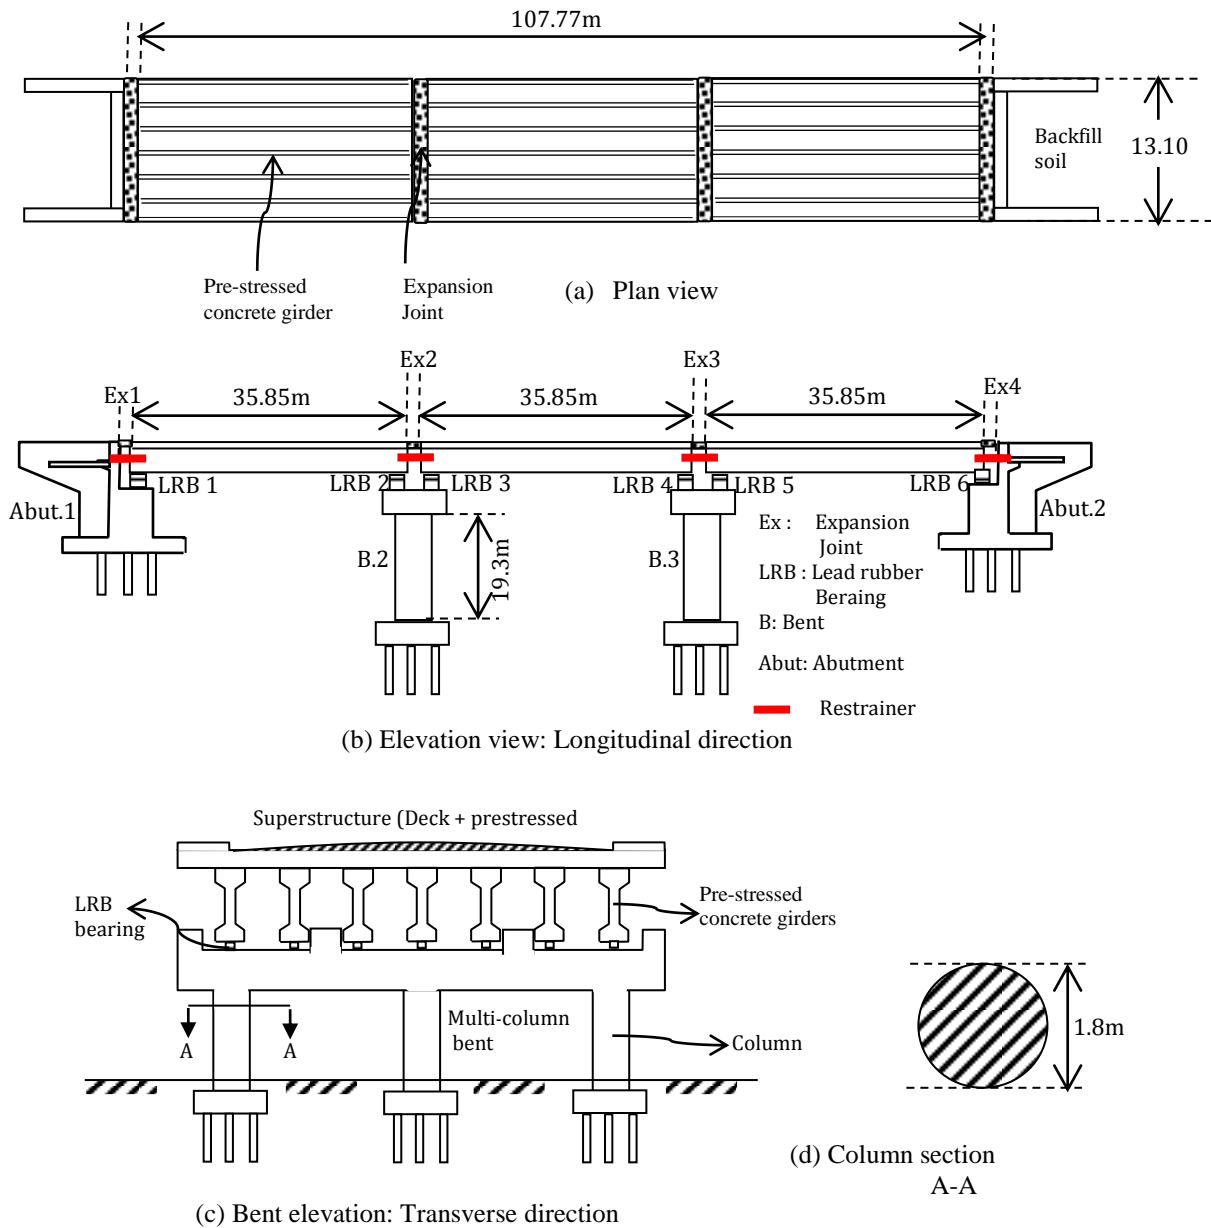 107.77m
Backfill
soil
13.10
Pre-stressed
concrete girder
Expansion
Joint
(a) Plan view
Ex1
Ex2
Ex3
Ex4
35.85m
35.85m
35.85m
LRB 1
LRB 2
LRB 3
LRB 4
LRB 5
LRB 6
Abut.1
Abut.2
B.2
19.3m
B.3
Ex : Expansion
Joint
LRB : Lead rubber
Beraing
B: Bent
Abut: Abutment
Restrainer
(b) Elevation view: Longitudinal direction
Superstructure (Deck + prestressed
LRB
bearing
Pre-stressed
concrete girders
A
A
Multi-column
bent
Column
1.8m
(d) Column section
A-A
(c) Bent elevation: Transverse direction